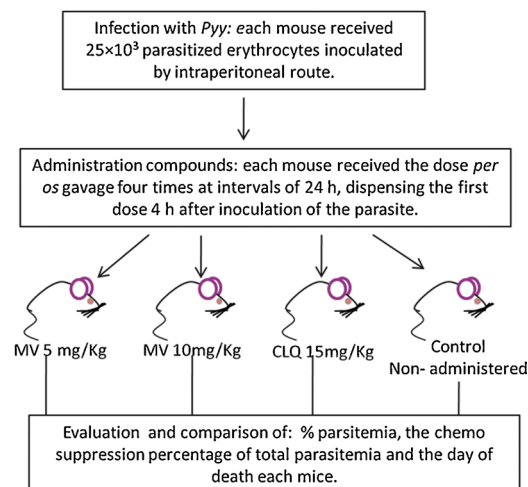 Infection with Pyy: each mouse received
25×10³ parasitized erythrocytes inoculated
by intraperitoneal route.
Administration compounds: each mouse received the dose per
os gavage four times at intervals of 24 h, dispensing the first
dose 4 h after inoculation of the parasite.
MV 5 mg/Kg
MV 10mg/Kg
CLQ 15mg/Kg
Control
Non- administered
Evaluation and comparison of: % parsitemia, the chemo
suppression percentage of total parasitemia and the day of
death each mice.